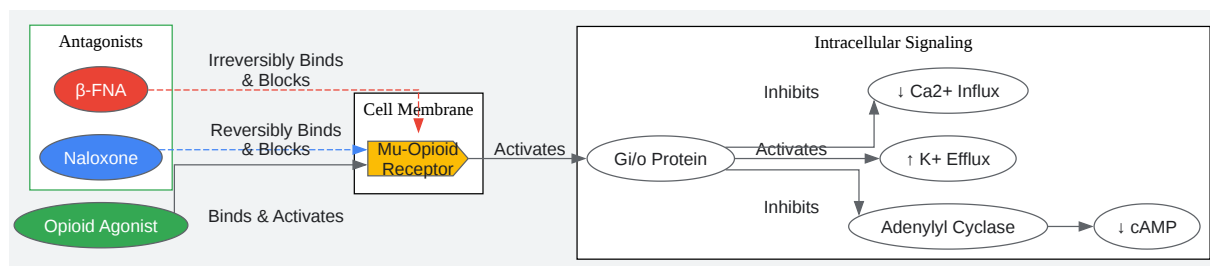 Antagonists
β-FNA
Naloxone
Opioid Agonist
Irreversibly Binds
& Blocks
Reversibly Binds
& Blocks
Binds & Activates
Cell Membrane
Mu-Opioid
Receptor
Activates
Intracellular Signaling
Gi/o Protein
Inhibits
↓ Ca2+ Influx
Activates
↑ K+ Efflux
Inhibits
Adenylyl Cyclase
↓ cAMP